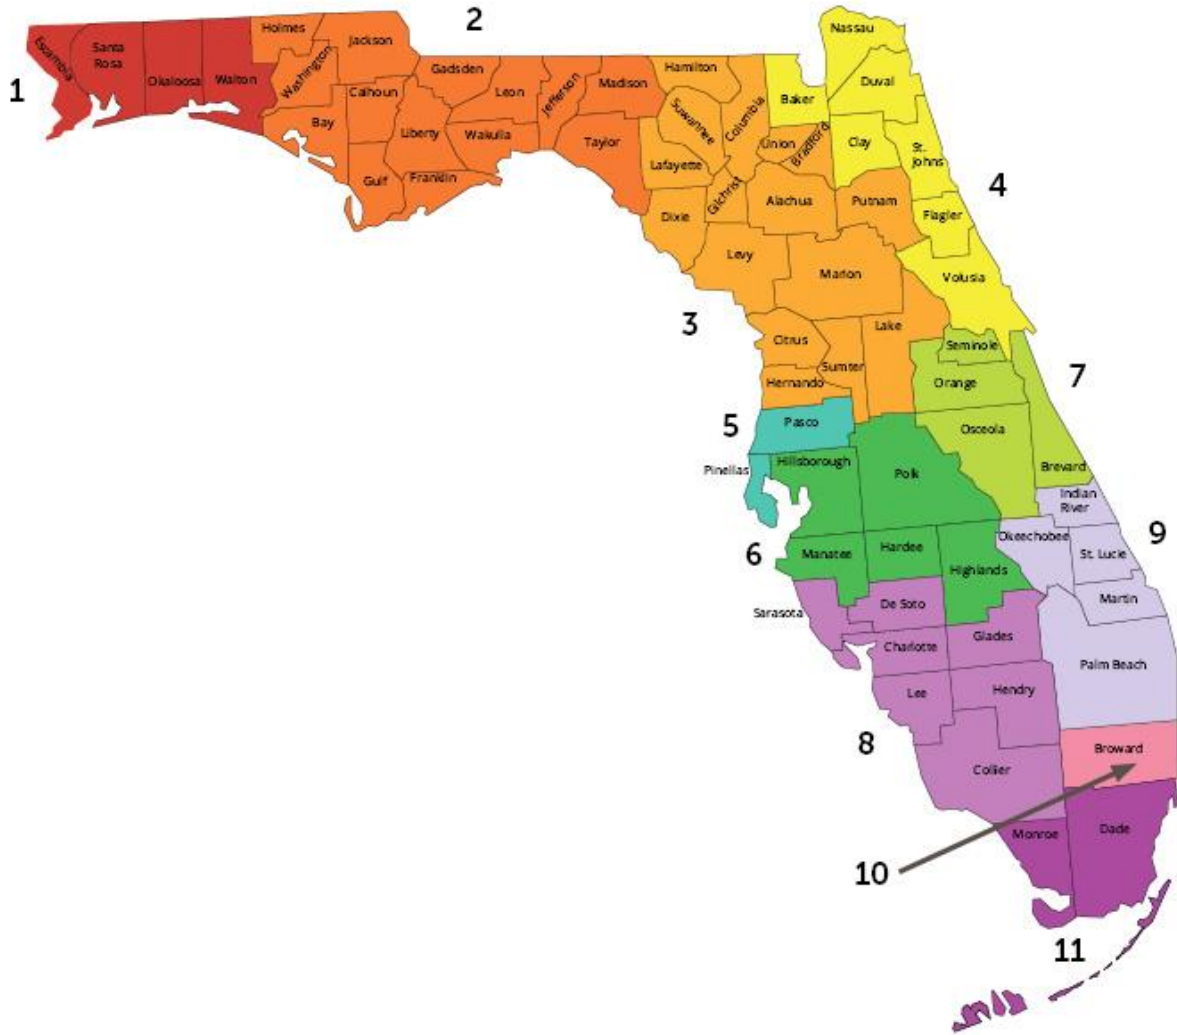 2
Nassau
Holmes
Jackson
Santa
Rosa
Escambia
Okaloosa
Walton
Washington
Gadsden
Hamilton
1
Calhoun
Leon
Jefferson
Madison
Duval
Baker
Suwannee
Columbia
Bay
Liberty
Wakulla
Taylor
Union
Bradford
Clay
St.
Johns
Lafayette
Gulf
Franklin
Gilchrist
4
Alachua
Putnam
Dixie
Flagler
Levy
Marion
Volusia
3
Lake
Citrus
Seminole
Sumter
7
Hernando
Orange
5
Pasco
Osceola
Pinellas
Hillsborough
Polk
Brevard
Indian
River
9
Okeechobee
6
Manatee
Hardee
St. Lucie
Highlands
Martin
Sarasota
De Soto
Glades
Charlotte
Palm Beach
Lee
Hendry
8
Broward
Collier
Monroe
Dade
10
11